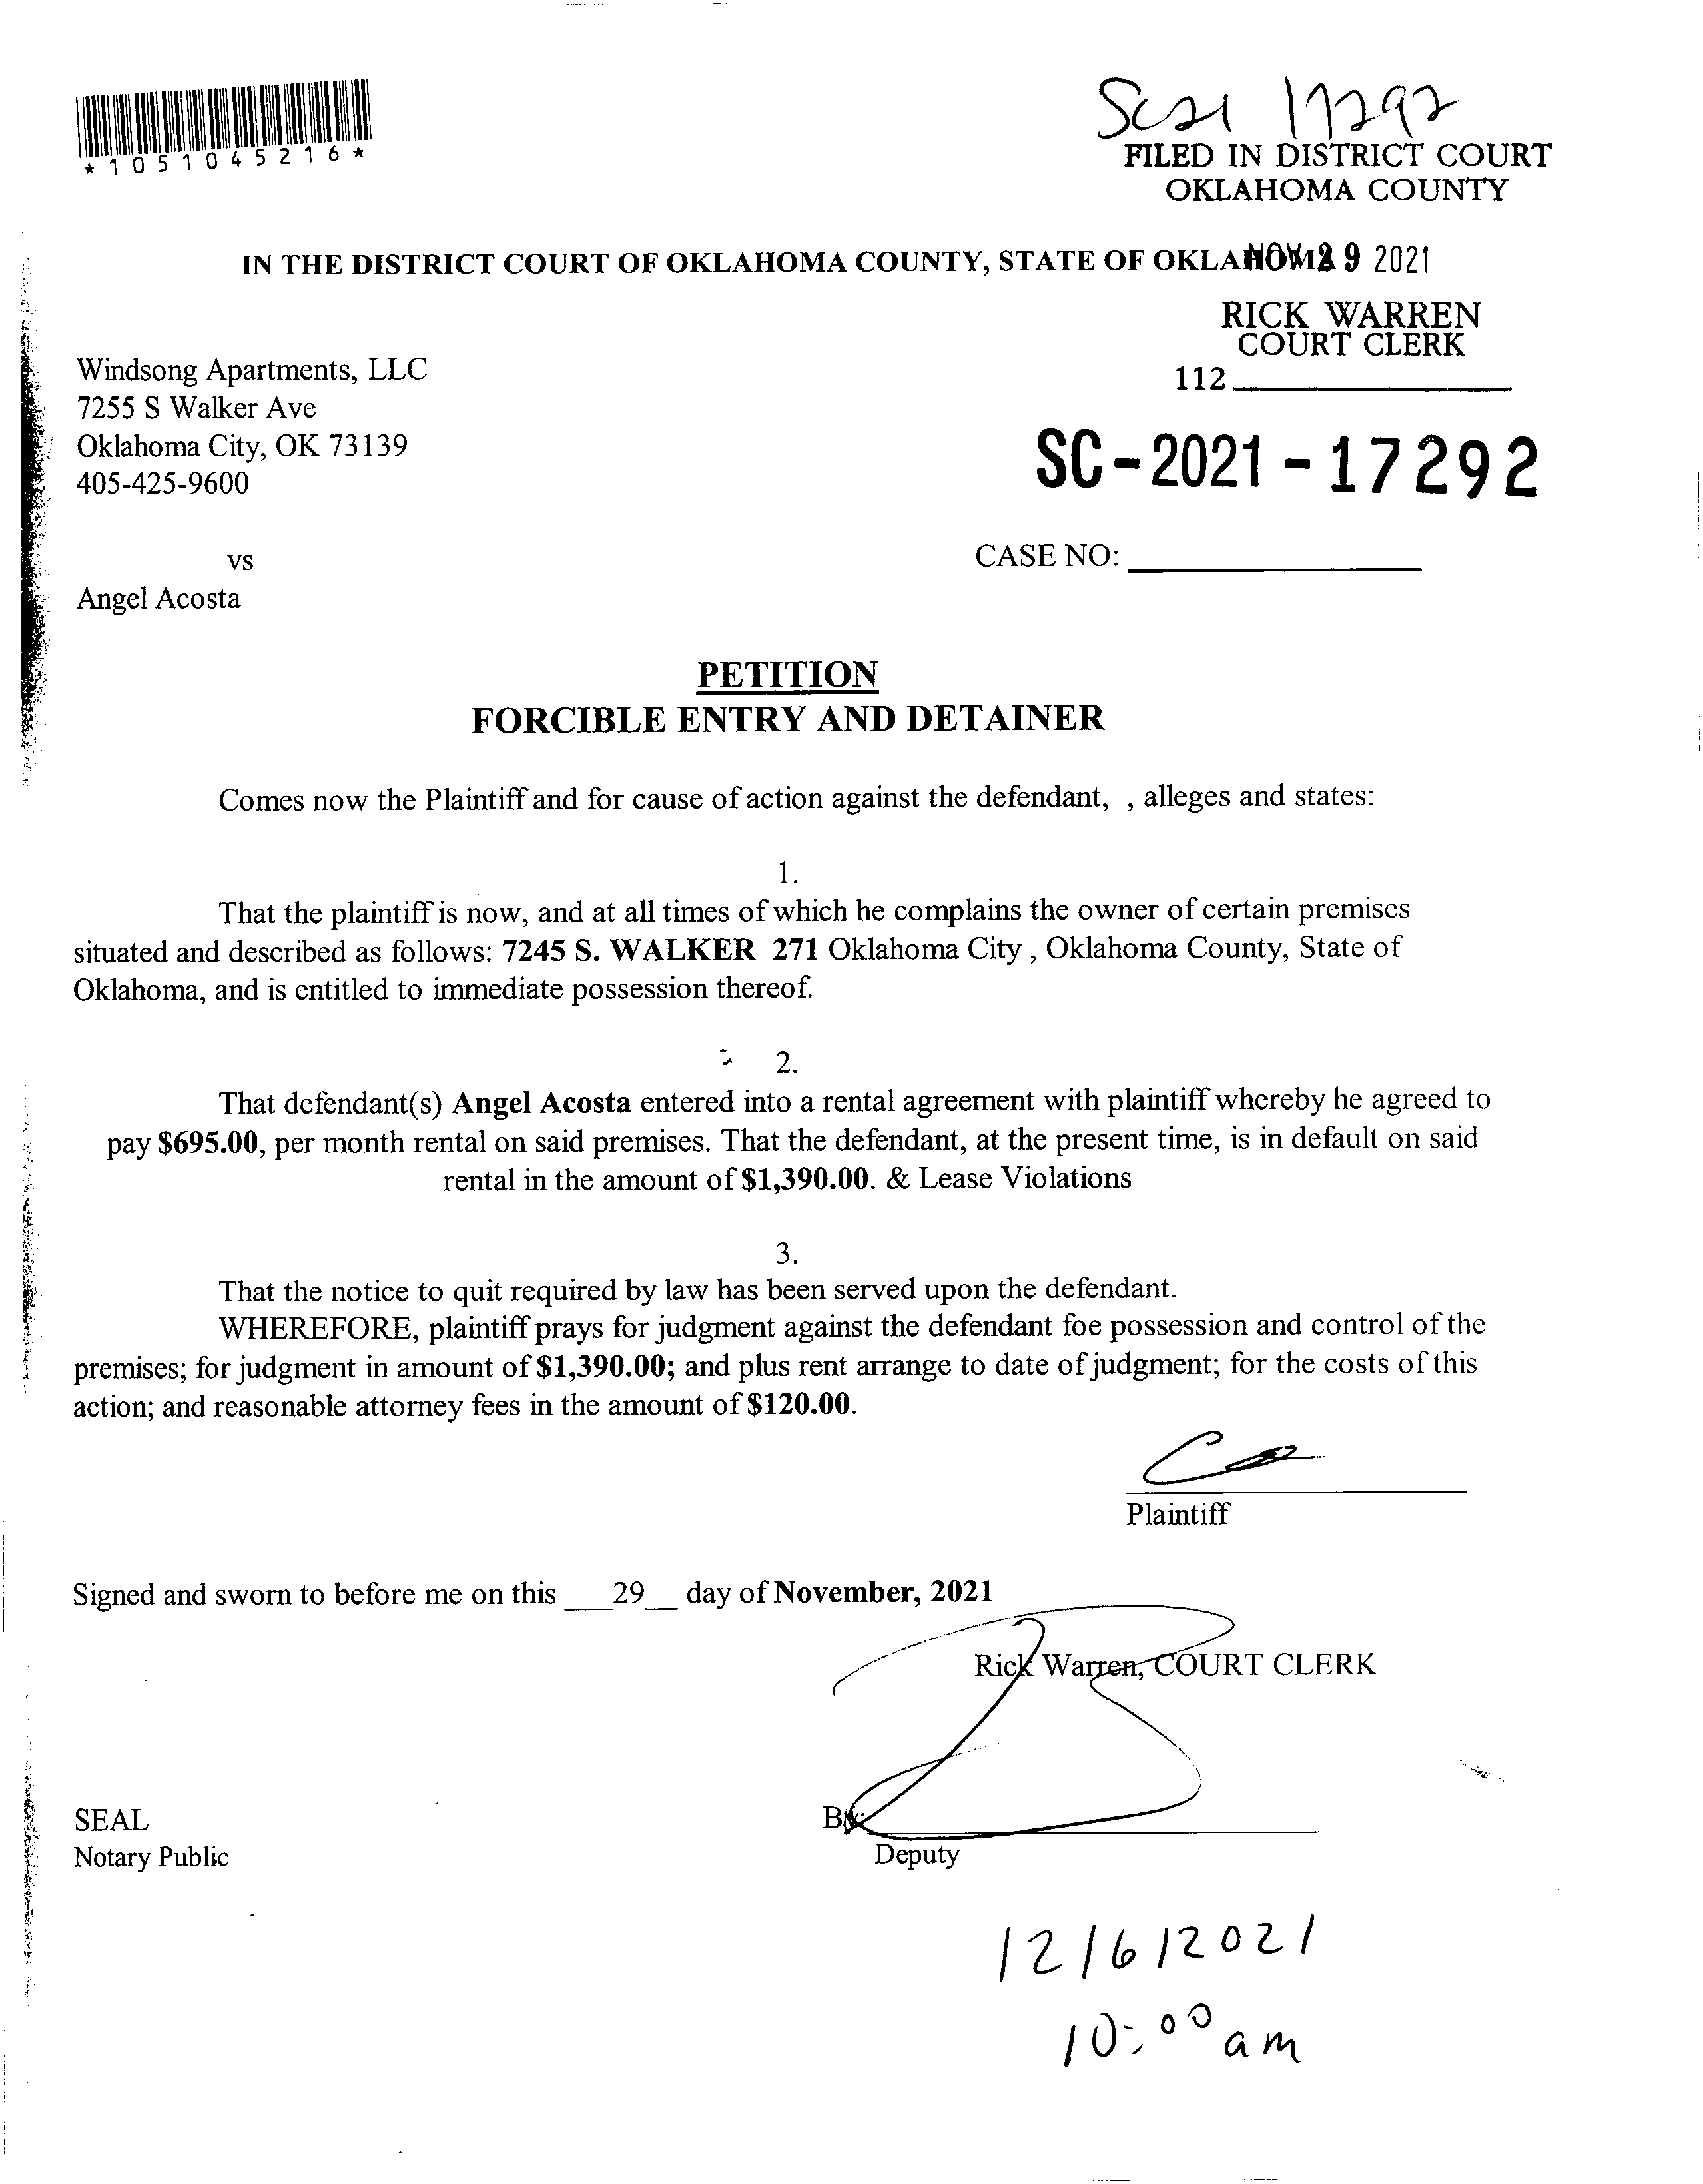 Sc21 17292
*1051045216*
FILED IN DISTRICT COURT
OKLAHOMA COUNTY
IN THE DISTRICT COURT OF OKLAHOMA COUNTY, STATE OF OKLAHOMA
NOV 29 2021
RICK WARREN
COURT CLERK
112
Windsong Apartments, LLC
7255 S Walker Ave
Oklahoma City, OK 73139
405-425-9600
SC-2021-17292
vs
CASE NO:
Angel Acosta
PETITION
FORCIBLE ENTRY AND DETAINER
Comes now the Plaintiff and for cause of action against the defendant, , alleges and states:
1.
That the plaintiff is now, and at all times of which he complains the owner of certain premises
situated and described as follows: 7245 S. WALKER 271 Oklahoma City , Oklahoma County, State of
Oklahoma, and is entitled to immediate possession thereof.
2.
That defendant(s) Angel Acosta entered into a rental agreement with plaintiff whereby he agreed to
pay $695.00, per month rental on said premises. That the defendant, at the present time, is in default on said
rental in the amount of $1,390.00. & Lease Violations
3.
That the notice to quit required by law has been served upon the defendant.
WHEREFORE, plaintiff prays for judgment against the defendant foe possession and control of the
premises; for judgment in amount of $1,390.00; and plus rent arrange to date of judgment; for the costs of this
action; and reasonable attorney fees in the amount of $120.00.
Plaintiff
Signed and sworn to before me on this ___29__ day of November, 2021
Rick Warren, COURT CLERK
SEAL
By:
Notary Public
Deputy
12/6/2021
10:00 am